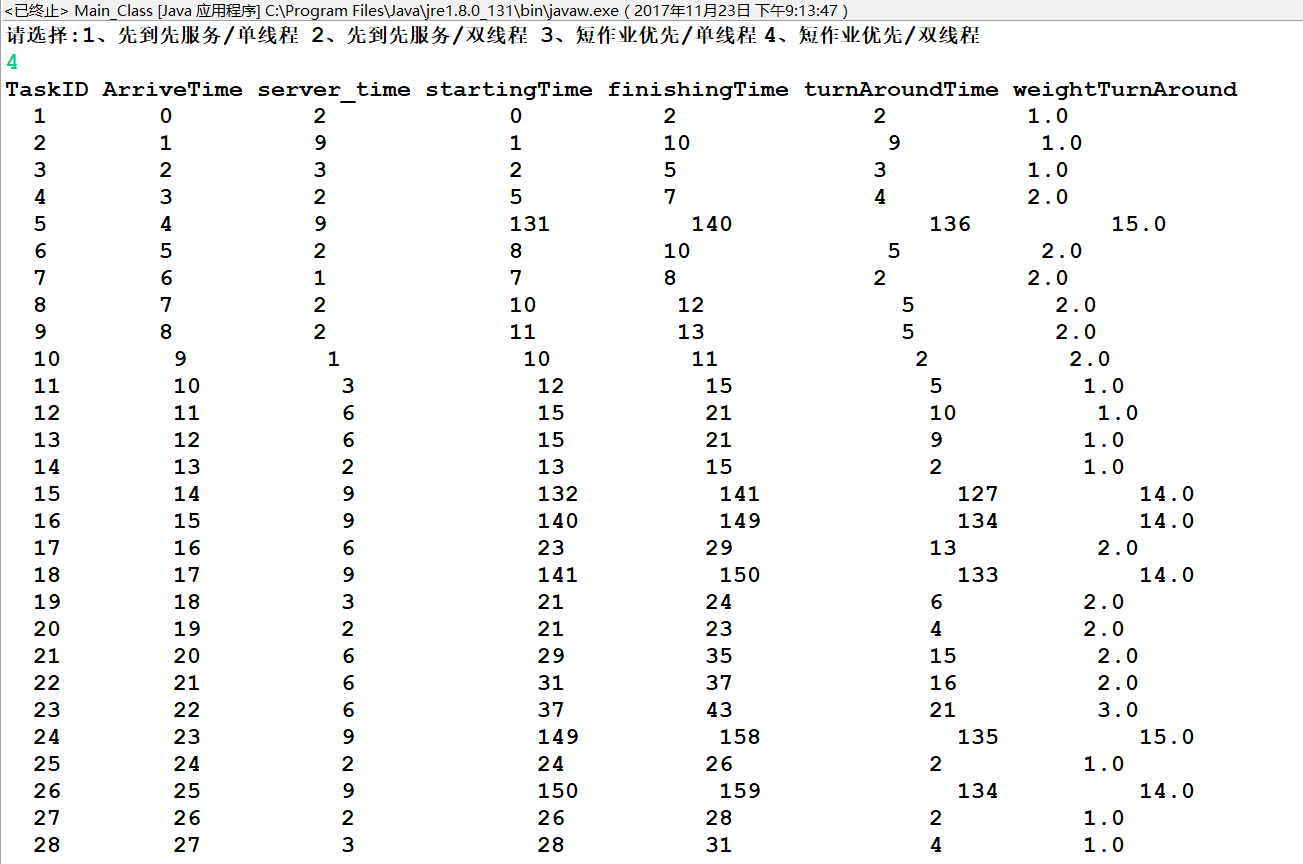 <已终止> Main_Class [Java 应用程序] C:\Program Files\Java\jre1.8.0_131\bin\javaw.exe ( 2017年11月23日 下午9:13:47 )
请选择:1、先到先服务/单线程 2、先到先服务/双线程 3、短作业优先/单线程 4、短作业优先/双线程
4
TaskID ArriveTime server_time startingTime finishingTime turnAroundTime weightTurnAround
1 0 2 0 2 2 1.0
2 1 9 1 10 9 1.0
3 2 3 2 5 3 1.0
4 3 2 5 7 4 2.0
5 4 9 131 140 136 15.0
6 5 2 8 10 5 2.0
7 6 1 7 8 2 2.0
8 7 2 10 12 5 2.0
9 8 2 11 13 5 2.0
10 9 1 10 11 2 2.0
11 10 3 12 15 5 1.0
12 11 6 15 21 10 1.0
13 12 6 15 21 9 1.0
14 13 2 13 15 2 1.0
15 14 9 132 141 127 14.0
16 15 9 140 149 134 14.0
17 16 6 23 29 13 2.0
18 17 9 141 150 133 14.0
19 18 3 21 24 6 2.0
20 19 2 21 23 4 2.0
21 20 6 29 35 15 2.0
22 21 6 31 37 16 2.0
23 22 6 37 43 21 3.0
24 23 9 149 158 135 15.0
25 24 2 24 26 2 1.0
26 25 9 150 159 134 14.0
27 26 2 26 28 2 1.0
28 27 3 28 31 4 1.0